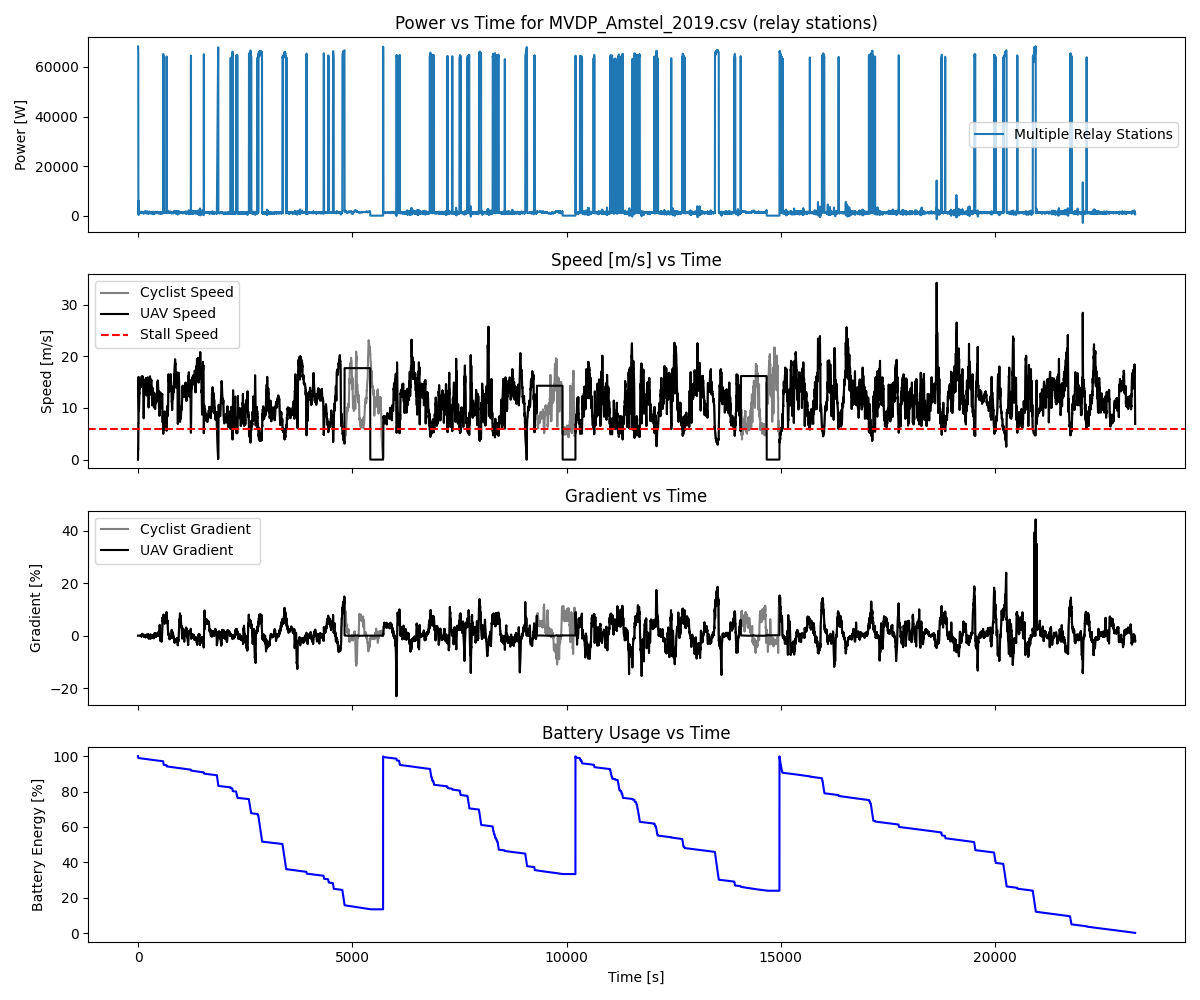 Power vs Time for MVDP_Amstel_2019.csv (relay stations)
60000
40000
20000
0
Power [W]
Multiple Relay Stations
Speed [m/s] vs Time
30
20
10
0
Speed [m/s]
Cyclist Speed
UAV Speed
Stall Speed
Gradient vs Time
40
20
0
−20
Gradient [%]
Cyclist Gradient
UAV Gradient
Battery Usage vs Time
100
80
60
40
20
0
Battery Energy [%]
0 5000 10000 15000 20000
Time [s]